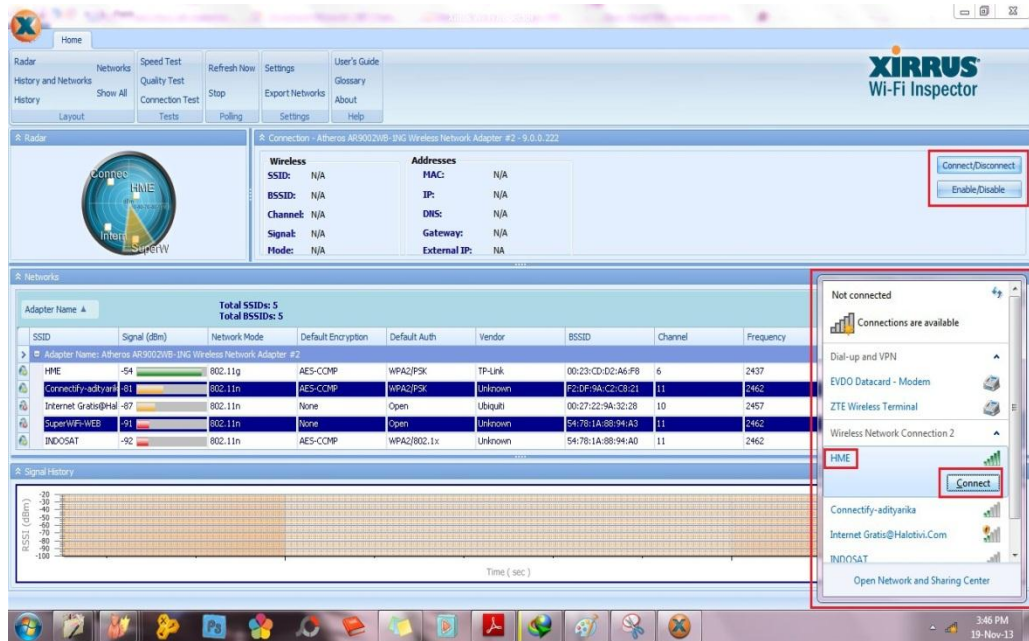 Home
Radar
History and Networks
History
Networks
Show All
Layout
Speed Test
Quality Test
Connection Test
Tests
Refresh Now
Stop
Polling
Settings
Export Networks
Settings
User's Guide
Glossary
About
Help
XIRRUS
Wi-Fi Inspector
Radar
Connec
HME
Intern
SuperW
Connection - Atheros AR9002WB-1NG Wireless Network Adapter #2 - 9.0.0.222
Wireless
SSID: N/A
BSSID: N/A
Channel: N/A
Signal: N/A
Mode: N/A
Addresses
MAC: N/A
IP: N/A
DNS: N/A
Gateway: N/A
External IP: NA
Connect/Disconnect
Enable/Disable
Networks
Adapter Name
Total SSIDs: 5
Total BSSIDs: 5
SSID Signal (dBm) Network Mode Default Encryption Default Auth Vendor BSSID Channel Frequency
Adapter Name: Atheros AR9002WB-1NG Wireless Network Adapter #2
HME -54 802.11g AES-CCMP WPA2/PSK TP-Link 00:23:CD:D2:A6:F8 6 2437
Connectify-adityarik -81 802.11n AES-CCMP WPA2/PSK Unknown F2:DF:9A:C2:C8:21 11 2462
Internet Gratis@Hal -87 802.11n None Open Ubiquiti 00:27:22:9A:32:28 10 2457
SuperWiFi-WEB -91 802.11n None Open Unknown 54:78:1A:88:94:A3 11 2462
INDOSAT -92 802.11n AES-CCMP WPA2/802.1x Unknown 54:78:1A:88:94:A0 11 2462
Signal History
RSSI (dBm)
-20
-30
-40
-50
-60
-70
-80
-90
-100
Time ( sec )
Not connected
Connections are available
Dial-up and VPN
EVDO Datacard - Modem
ZTE Wireless Terminal
Wireless Network Connection 2
HME
Connect
Connectify-adityarika
Internet Gratis@Halotivi.Com
INDOSAT
Open Network and Sharing Center
Ps
3:46 PM
19-Nov-13